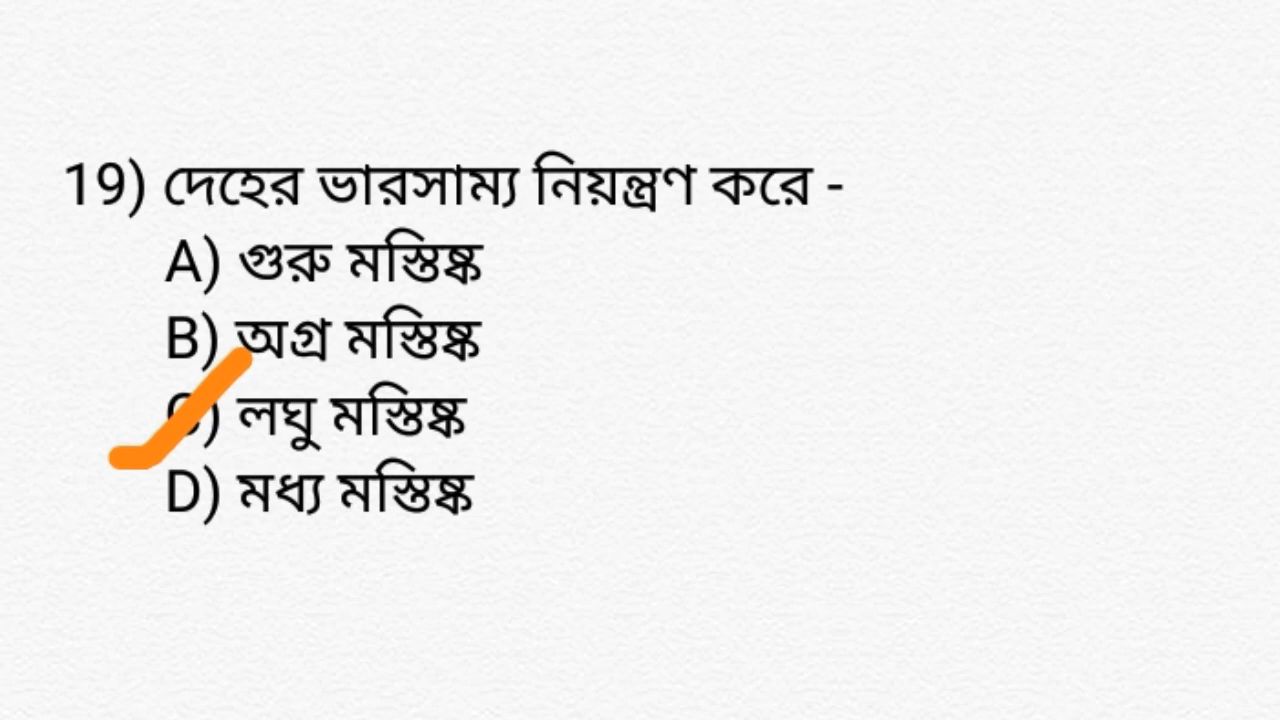 19) দেহের ভারসাম্য নিয়ন্ত্রণ করে -
A) গুরু মস্তিষ্ক
B) অগ্র মস্তিষ্ক
C) লঘু মস্তিষ্ক
D) মধ্য মস্তিষ্ক